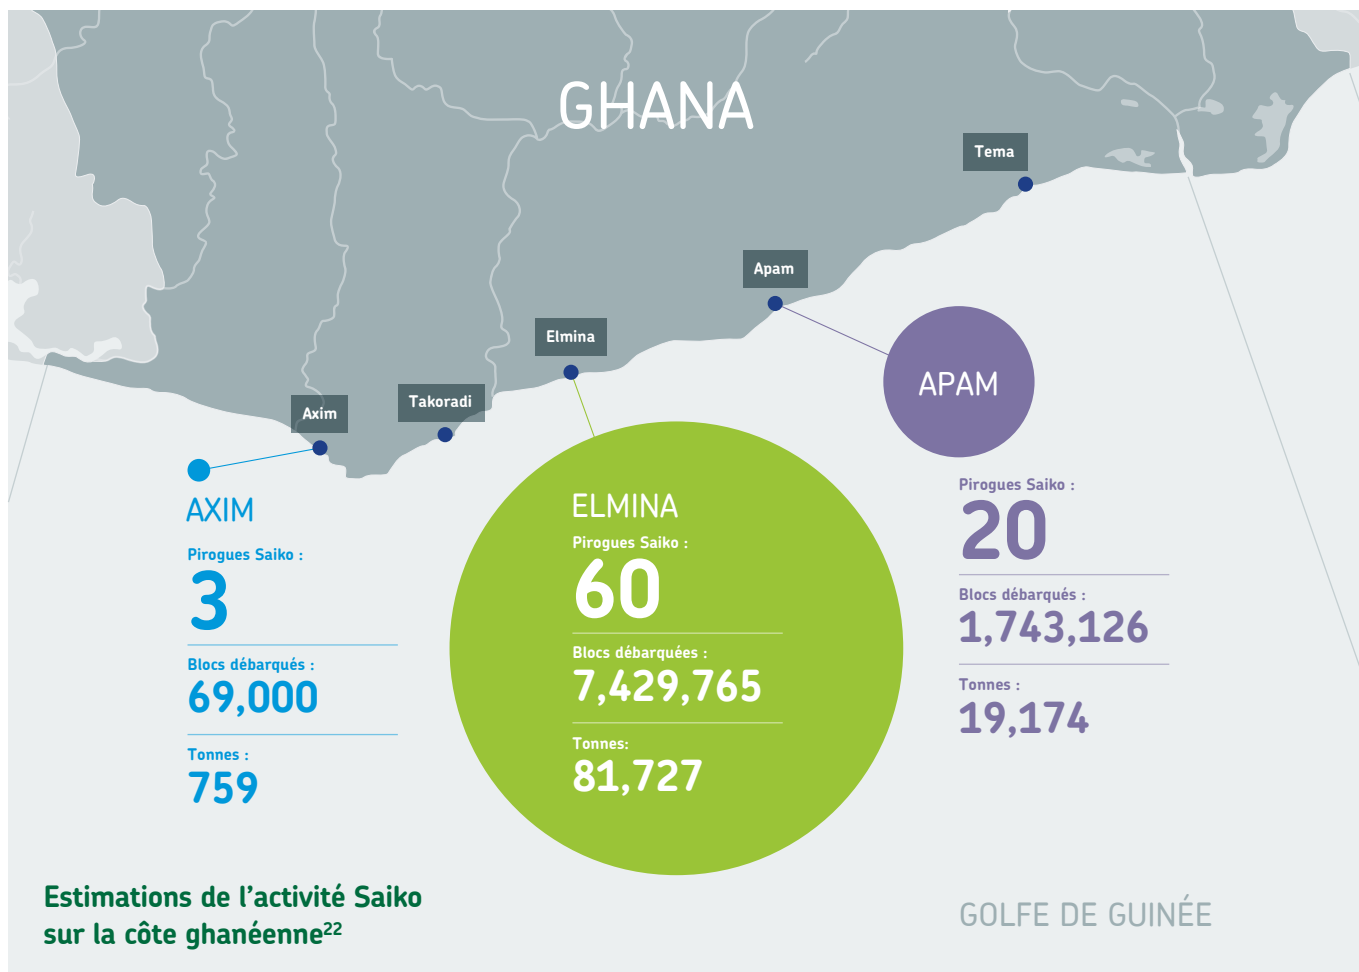 GHANA
Tema
Apam
Elmina
Takoradi
Axim
APAM
AXIM
Pirogues Saiko :
3
Blocs débarqués :
69,000
Tonnes :
759
ELMINA
Pirogues Saiko :
60
Blocs débarquées :
7,429,765
Tonnes:
81,727
Pirogues Saiko :
20
Blocs débarqués :
1,743,126
Tonnes :
19,174
Estimations de l’activité Saiko
sur la côte ghanéenne²²
GOLFE DE GUINÉE